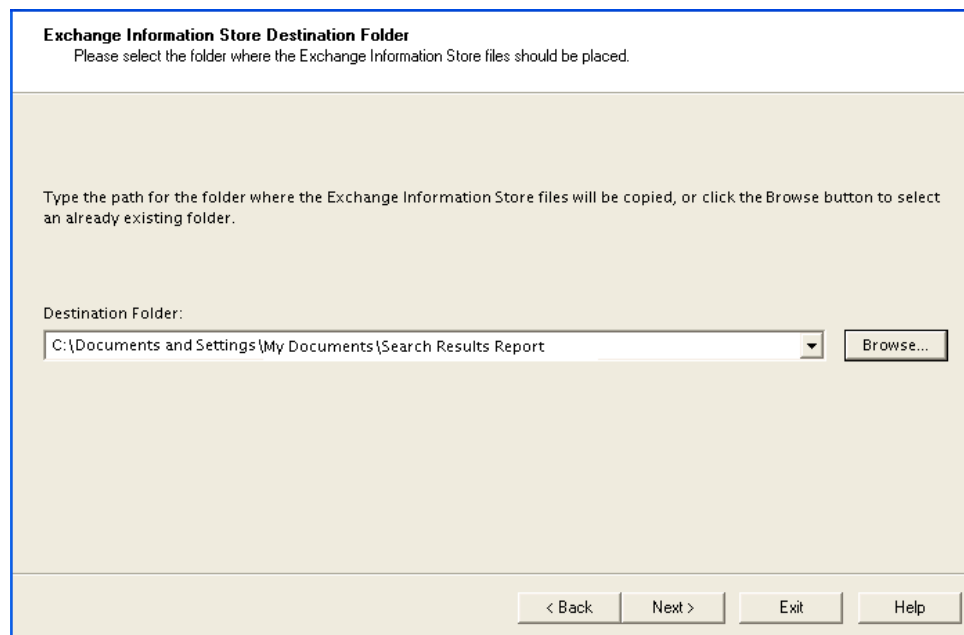 Exchange Information Store Destination Folder
Please select the folder where the Exchange Information Store files should be placed.
Type the path for the folder where the Exchange Information Store files will be copied, or click the Browse button to select
an already existing folder.
Destination Folder:
C:\Documents and Settings\My Documents\Search Results Report
Browse...
< Back
Next >
Exit
Help